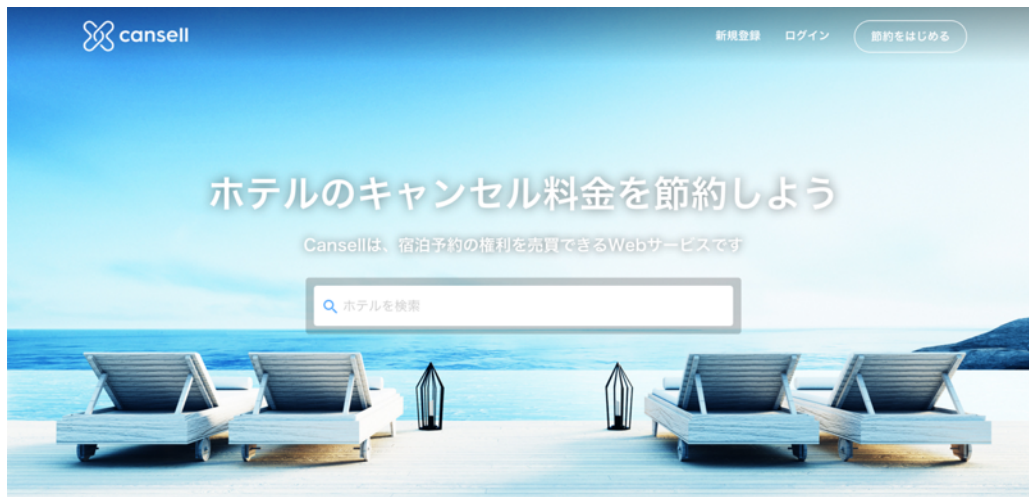 cansell
新規登録
ログイン
節約をはじめる
ホテルのキャンセル料金を節約しよう
Cansellは、宿泊予約の権利を売買できるWebサービスです
ホテルを検索